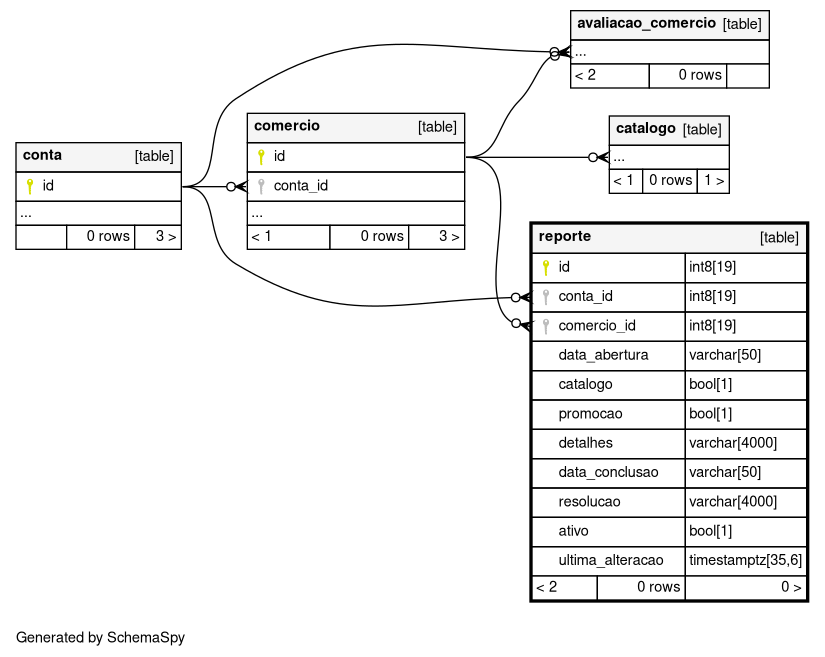 avaliacao_comercio [table]
...
< 2 0 rows
comercio [table]
id
conta_id
...
< 1 0 rows 3 >
catalogo [table]
...
< 1 0 rows 1 >
conta [table]
id
...
0 rows 3 >
reporte [table]
id int8[19]
conta_id int8[19]
comercio_id int8[19]
data_abertura varchar[50]
catalogo bool[1]
promocao bool[1]
detalhes varchar[4000]
data_conclusao varchar[50]
resolucao varchar[4000]
ativo bool[1]
ultima_alteracao timestamptz[35,6]
< 2 0 rows 0 >
Generated by SchemaSpy